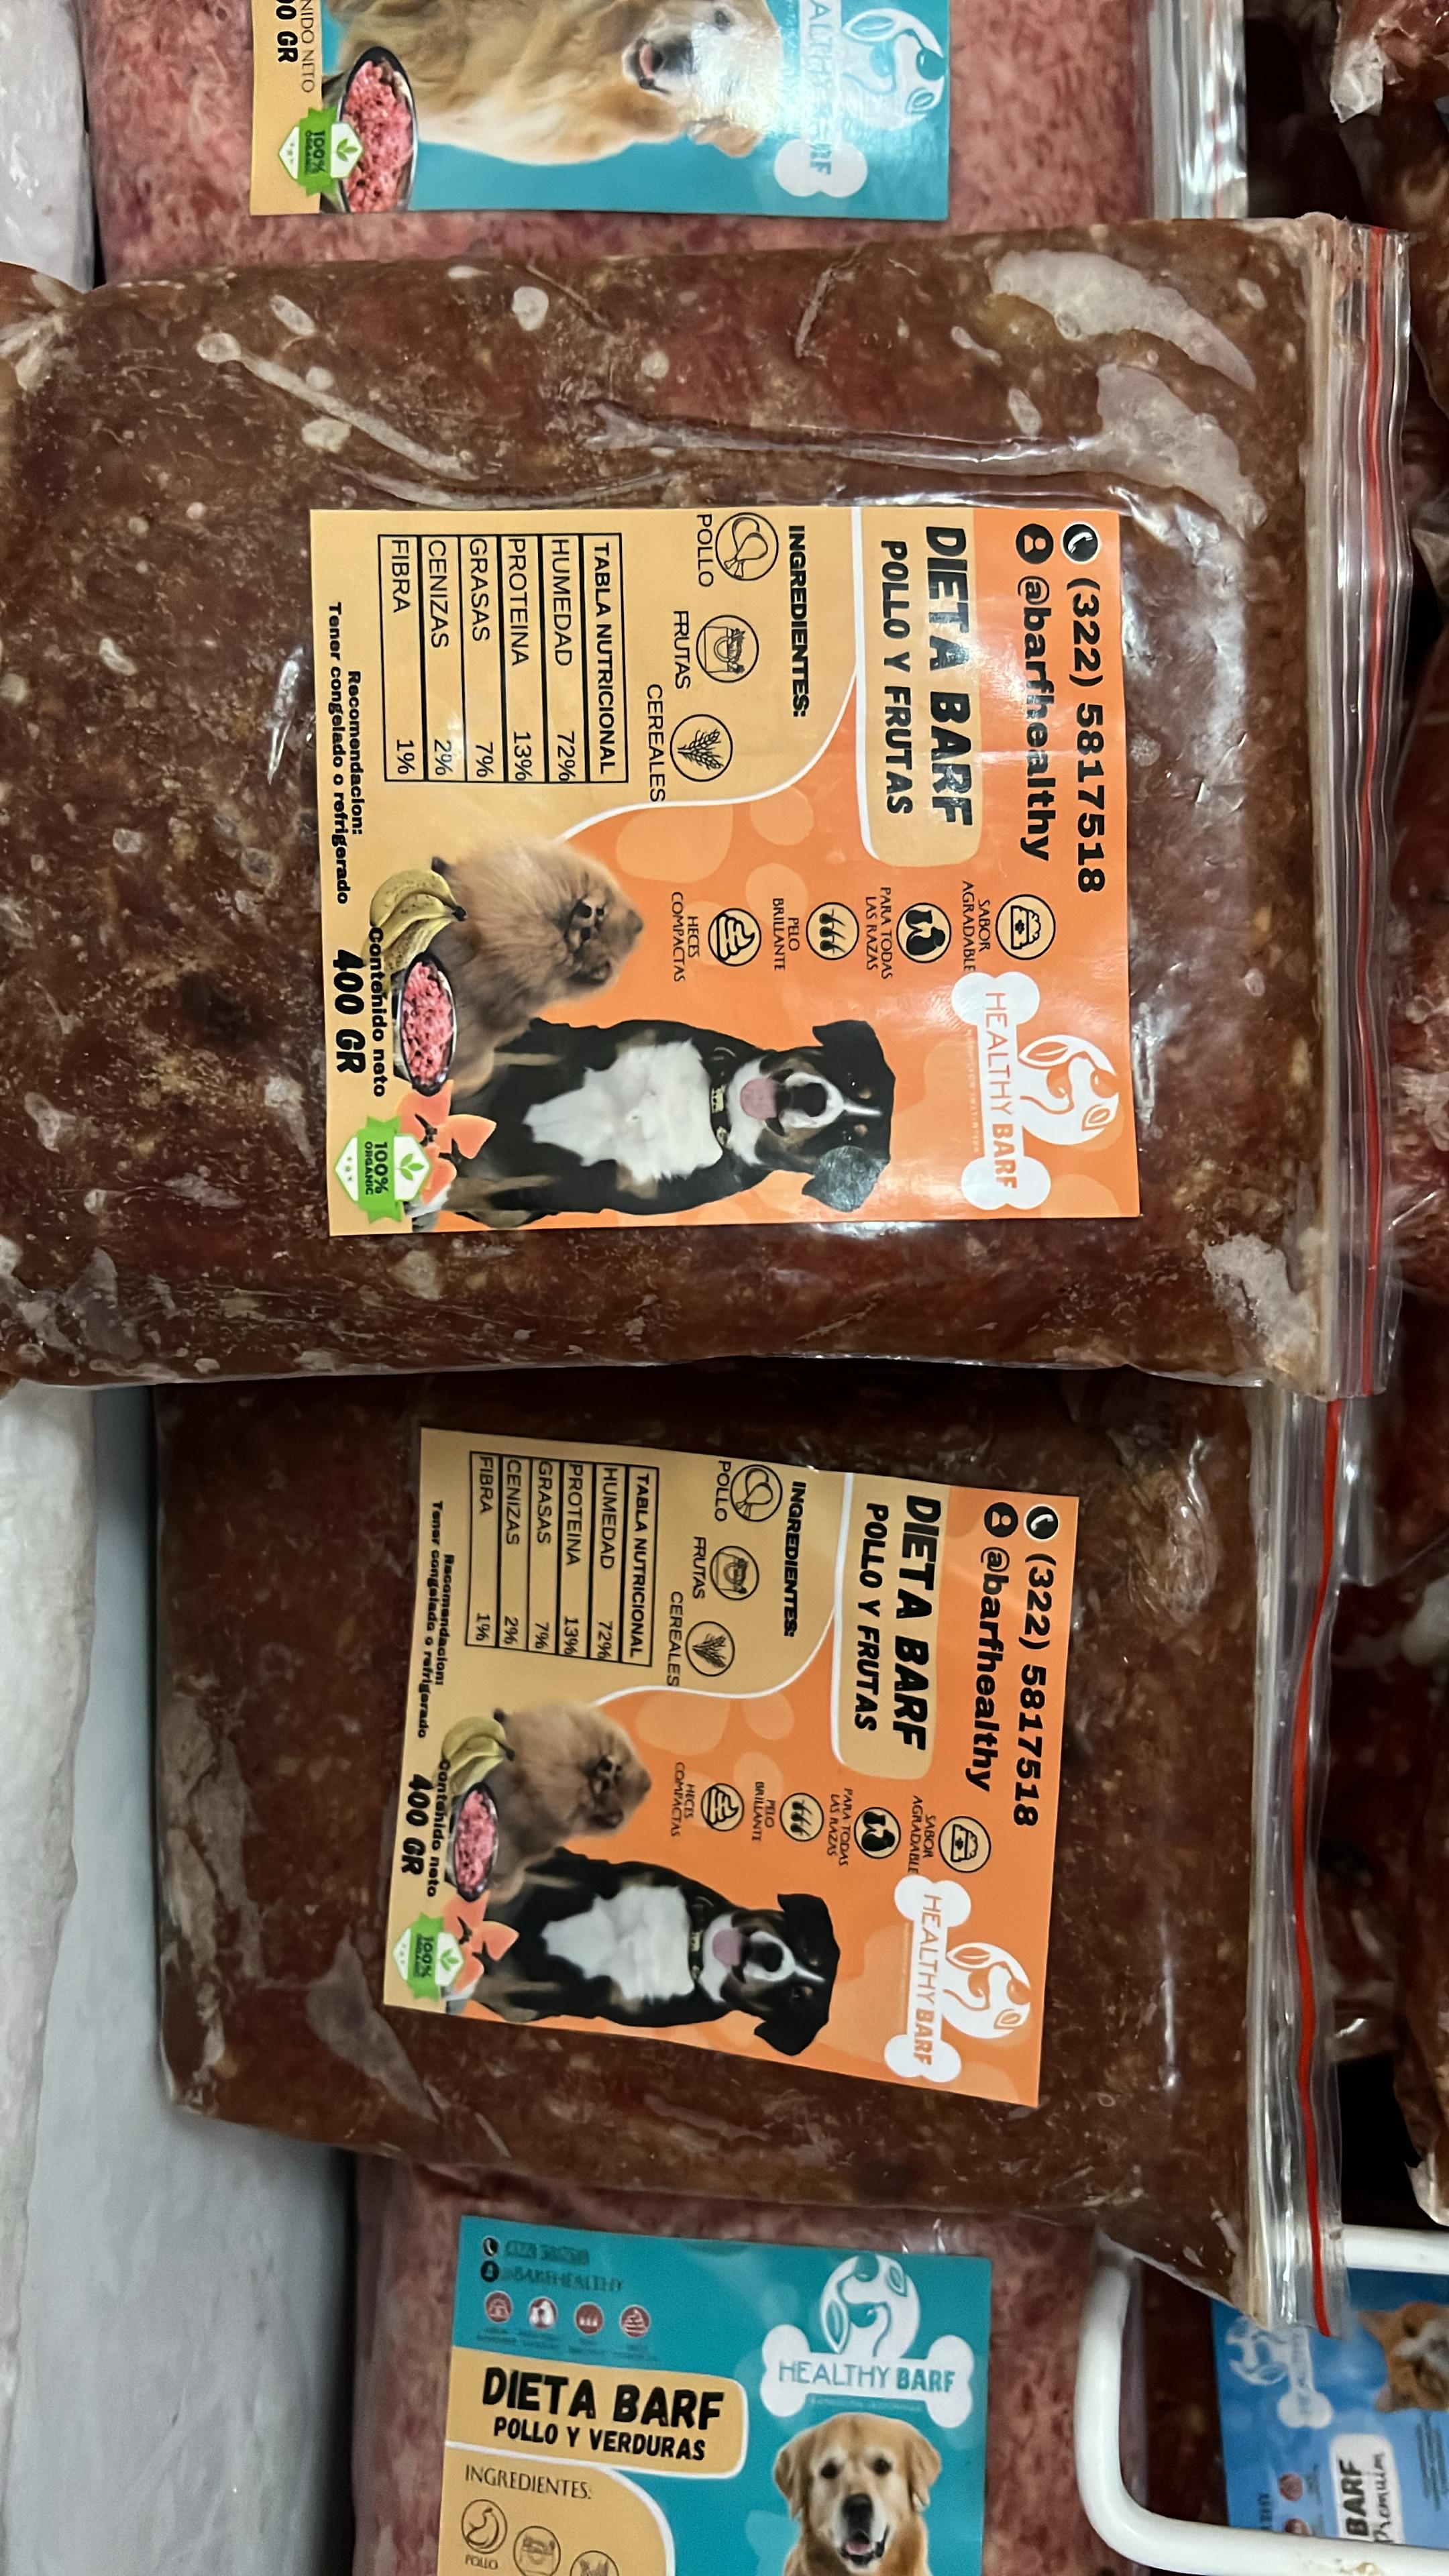 100%
ORGANIC
(322) 5817518
@barfhealthy
DIETA BARF
POLLO Y FRUTAS
INGREDIENTES:
POLLO
FRUTAS
CEREALES
TABLA NUTRICIONAL
HUMEDAD 72%
PROTEINA 13%
GRASAS 7%
CENIZAS 2%
FIBRA 1%
Recomendacion:
Tener congelado o refrigerado
SABOR
AGRADABLE
PARA TODAS
LAS RAZAS
PELO
BRILLANTE
HECES
COMPACTAS
HEALTHY BARF
Contenido neto
400 GR
100%
ORGANIC
(322) 5817518
@barfhealthy
DIETA BARF
POLLO Y FRUTAS
INGREDIENTES:
POLLO
FRUTAS
CEREALES
TABLA NUTRICIONAL
HUMEDAD 72%
PROTEINA 13%
GRASAS 7%
CENIZAS 2%
FIBRA 1%
Recomendacion:
Tener congelado o refrigerado
SABOR
AGRADABLE
PARA TODAS
LAS RAZAS
PELO
BRILLANTE
HECES
COMPACTAS
HEALTHY BARF
Contenido neto
400 GR
100%
ORGANIC
@BARFHEALTHY
HEALTHY BARF
DIETA BARF
POLLO Y VERDURAS
INGREDIENTES:
POLLO
BARF
Premium